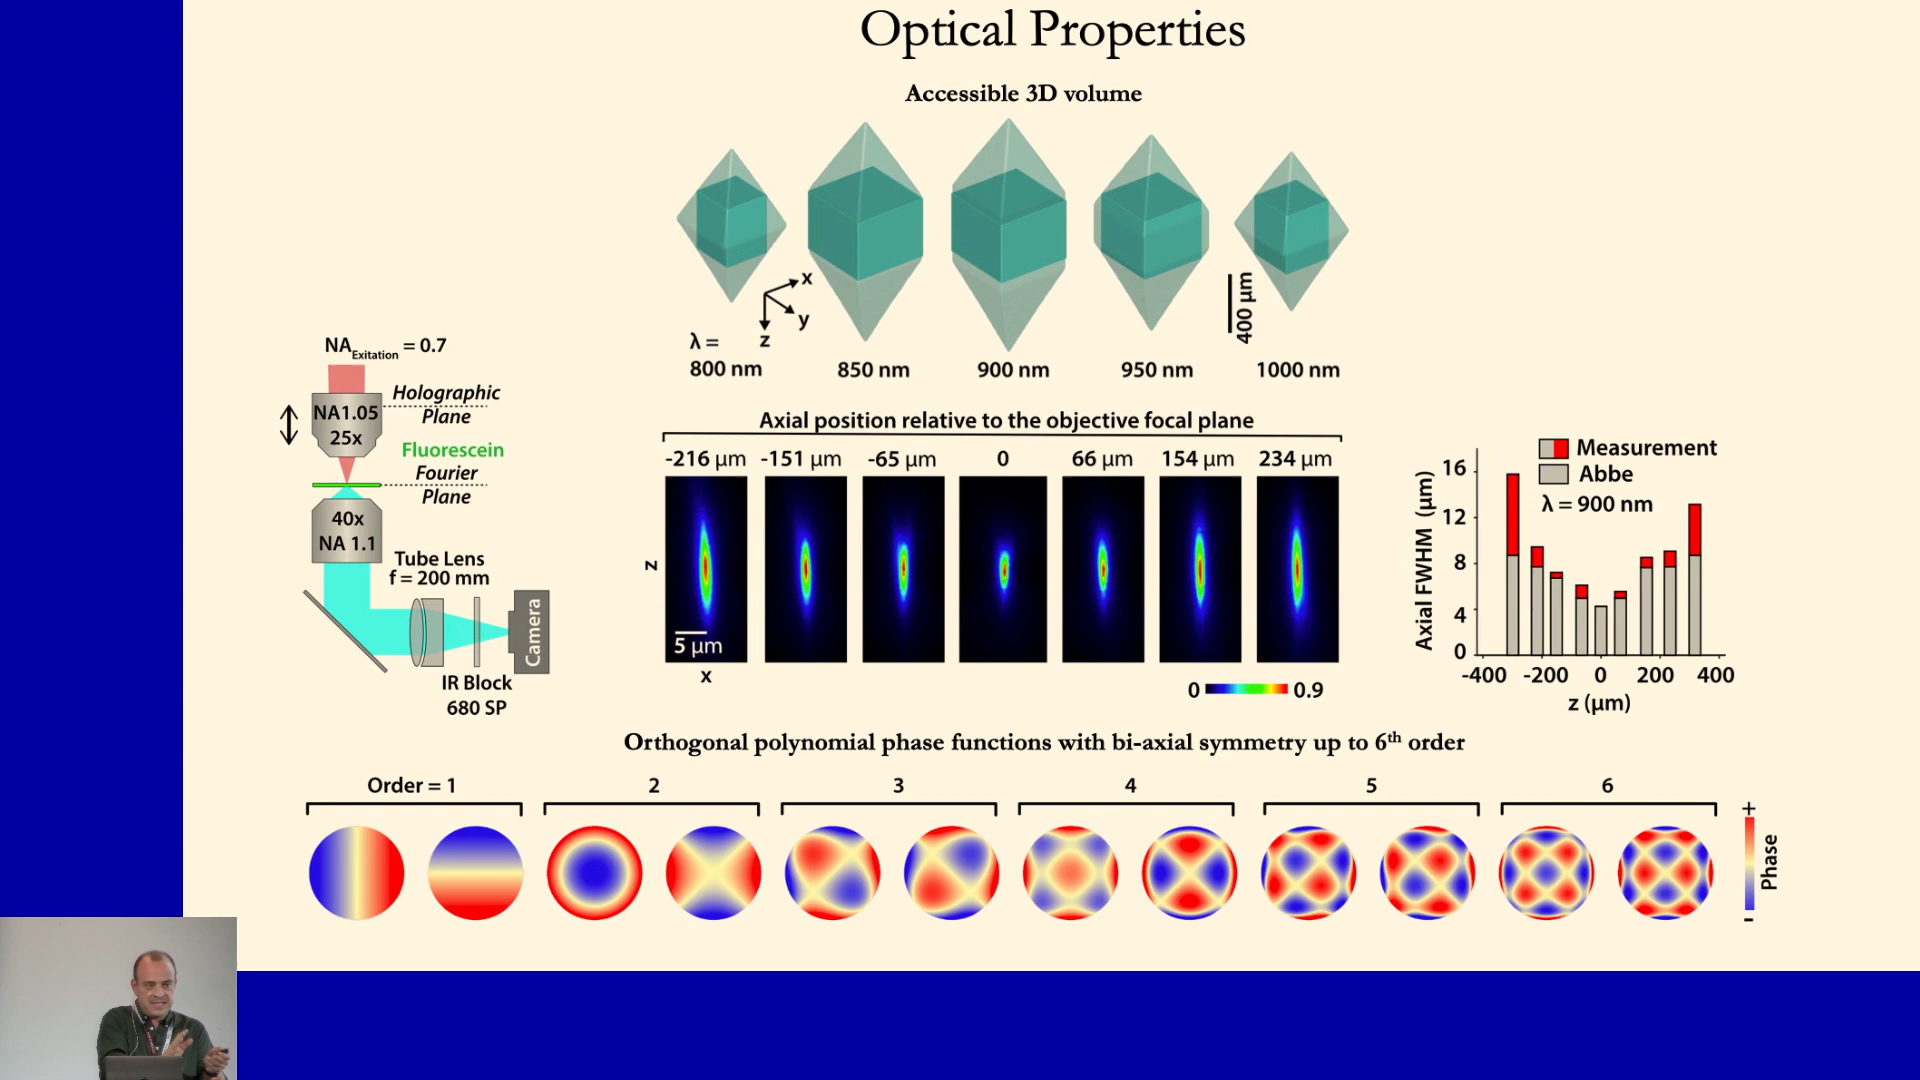 Optical Properties
Accessible 3D volume
x
y
z
400 µm
λ =
800 nm
850 nm
900 nm
950 nm
1000 nm
NAExitation = 0.7
Holographic
Plane
NA1.05
25x
Fluorescein
Fourier
Plane
40x
NA 1.1
Tube Lens
f = 200 mm
Camera
IR Block
680 SP
Axial position relative to the objective focal plane
-216 µm
-151 µm
-65 µm
0
66 µm
154 µm
234 µm
z
5 µm
x
0
0.9
Measurement
Abbe
λ = 900 nm
Axial FWHM (µm)
16
12
8
4
0
-400
-200
0
200
400
z (µm)
Orthogonal polynomial phase functions with bi-axial symmetry up to 6th order
Order = 1
2
3
4
5
6
+
Phase
-